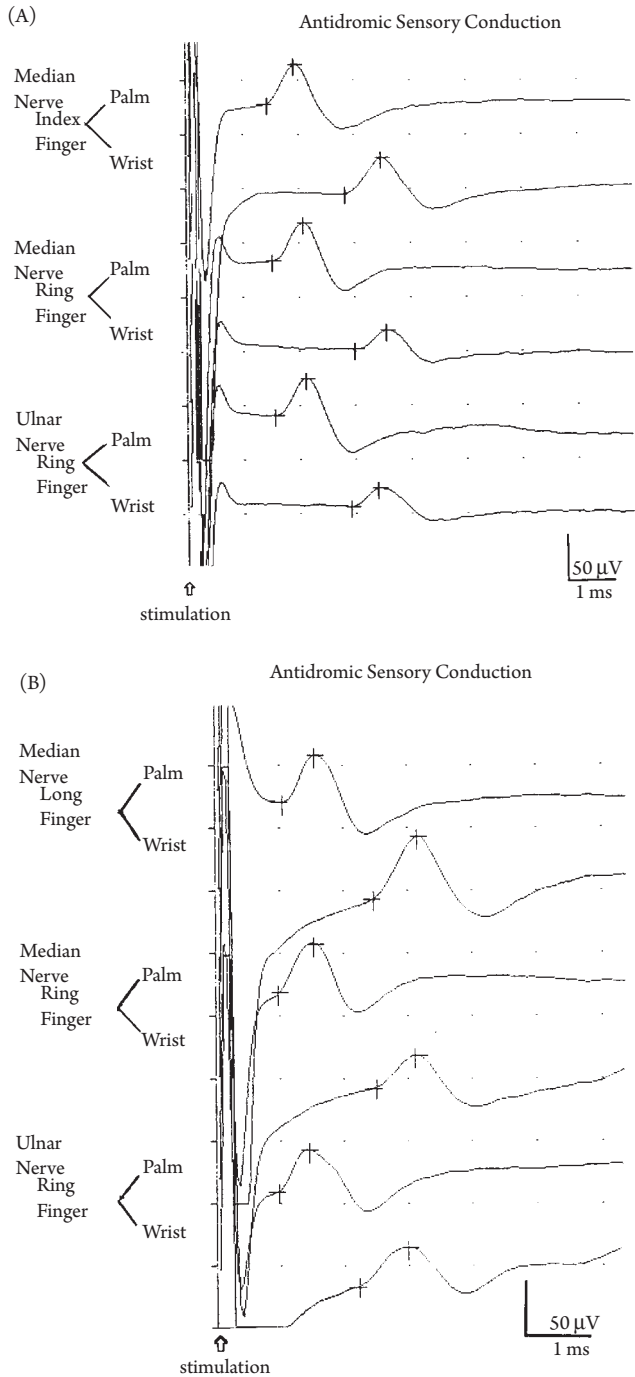 (A)
Antidromic Sensory Conduction
Median
Nerve
Index
Finger
Palm
Wrist
Median
Nerve
Ring
Finger
Palm
Wrist
Ulnar
Nerve
Ring
Finger
Palm
Wrist
50 μV
1 ms
stimulation
(B)
Antidromic Sensory Conduction
Median
Nerve
Long
Finger
Palm
Wrist
Median
Nerve
Ring
Finger
Palm
Wrist
Ulnar
Nerve
Ring
Finger
Palm
Wrist
50 μV
1 ms
stimulation